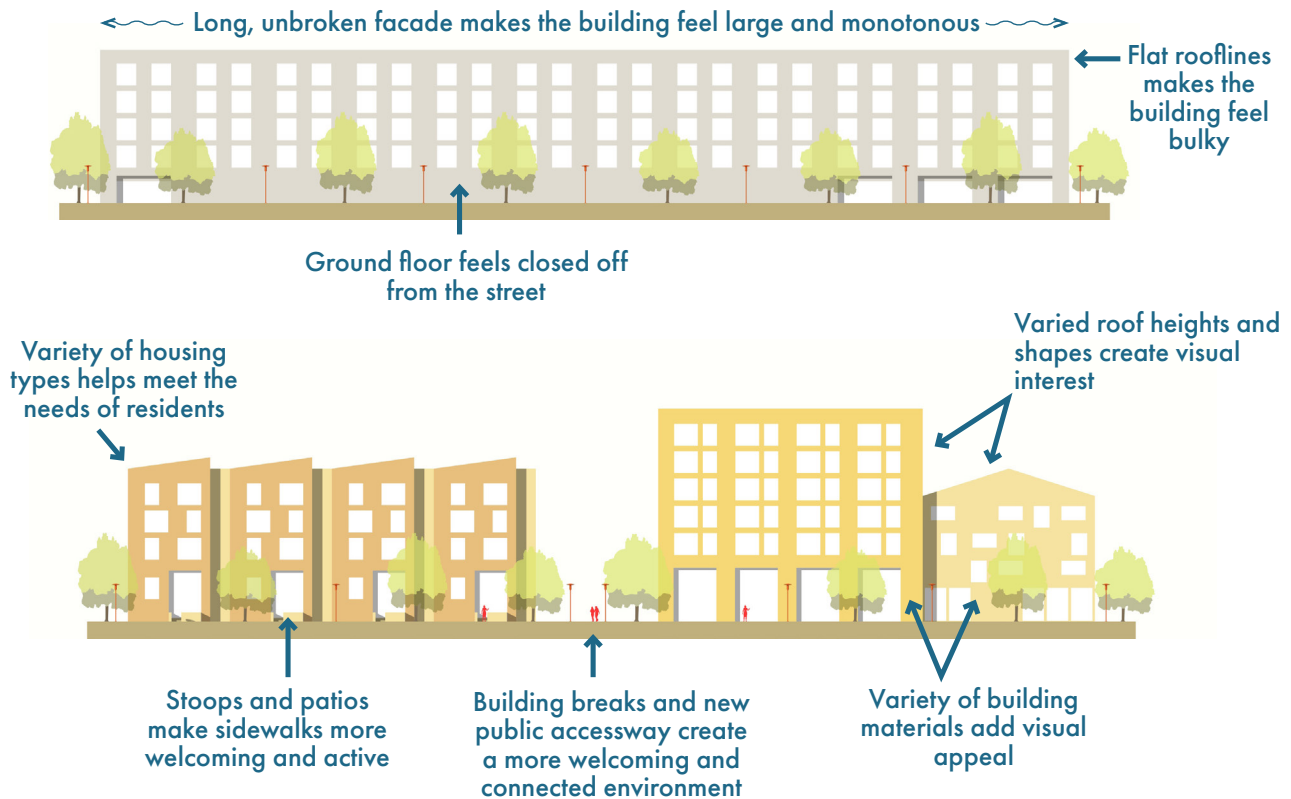 Long, unbroken facade makes the building feel large and monotonous
Flat rooflines
makes the
building feel
bulky
Ground floor feels closed off
from the street
Varied roof heights and
shapes create visual
interest
Variety of housing
types helps meet the
needs of residents
Stoops and patios
make sidewalks more
welcoming and active
Building breaks and new
public accessway create
a more welcoming and
connected environment
Variety of building
materials add visual
appeal